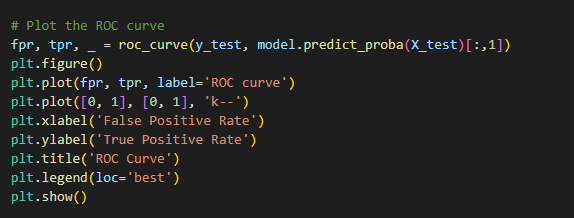 # Plot the ROC curve
fpr, tpr, _ = roc_curve(y_test, model.predict_proba(X_test)[:,1])
plt.figure()
plt.plot(fpr, tpr, label='ROC curve')
plt.plot([0, 1], [0, 1], 'k--')
plt.xlabel('False Positive Rate')
plt.ylabel('True Positive Rate')
plt.title('ROC Curve')
plt.legend(loc='best')
plt.show()